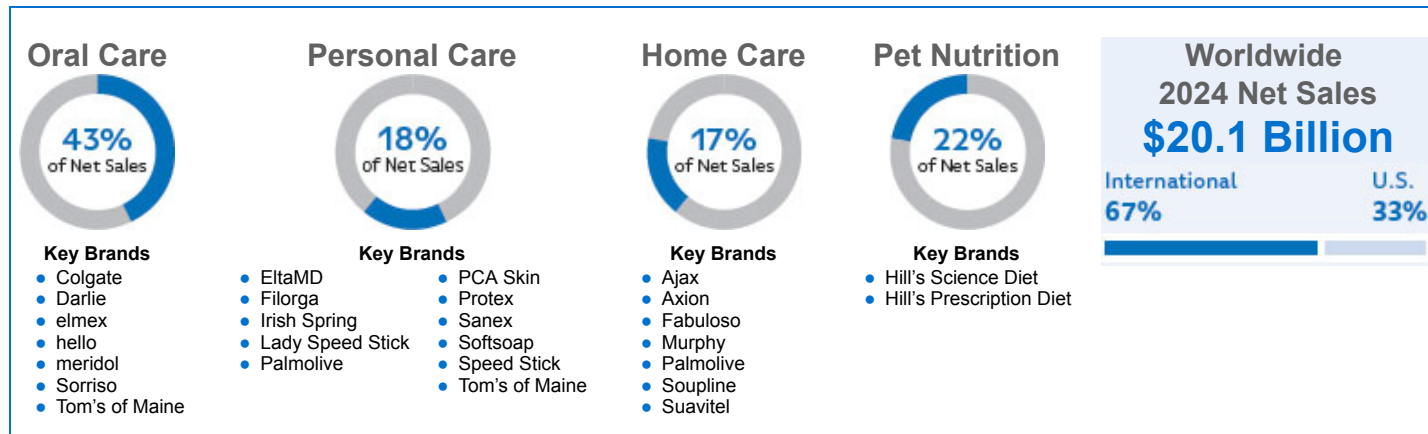 Oral Care
43%
of Net Sales
Key Brands
Colgate
Darlie
elmex
hello
meridol
Sorriso
Tom's of Maine
Personal Care
18%
of Net Sales
Key Brands
EltaMD
Filorga
Irish Spring
Lady Speed Stick
Palmolive
PCA Skin
Protex
Sanex
Softsoap
Speed Stick
Tom's of Maine
Home Care
17%
of Net Sales
Key Brands
Ajax
Axion
Fabuloso
Murphy
Palmolive
Soupline
Suavitel
Pet Nutrition
22%
of Net Sales
Key Brands
Hill's Science Diet
Hill's Prescription Diet
Worldwide
2024 Net Sales
$20.1 Billion
International U.S.
67% 33%